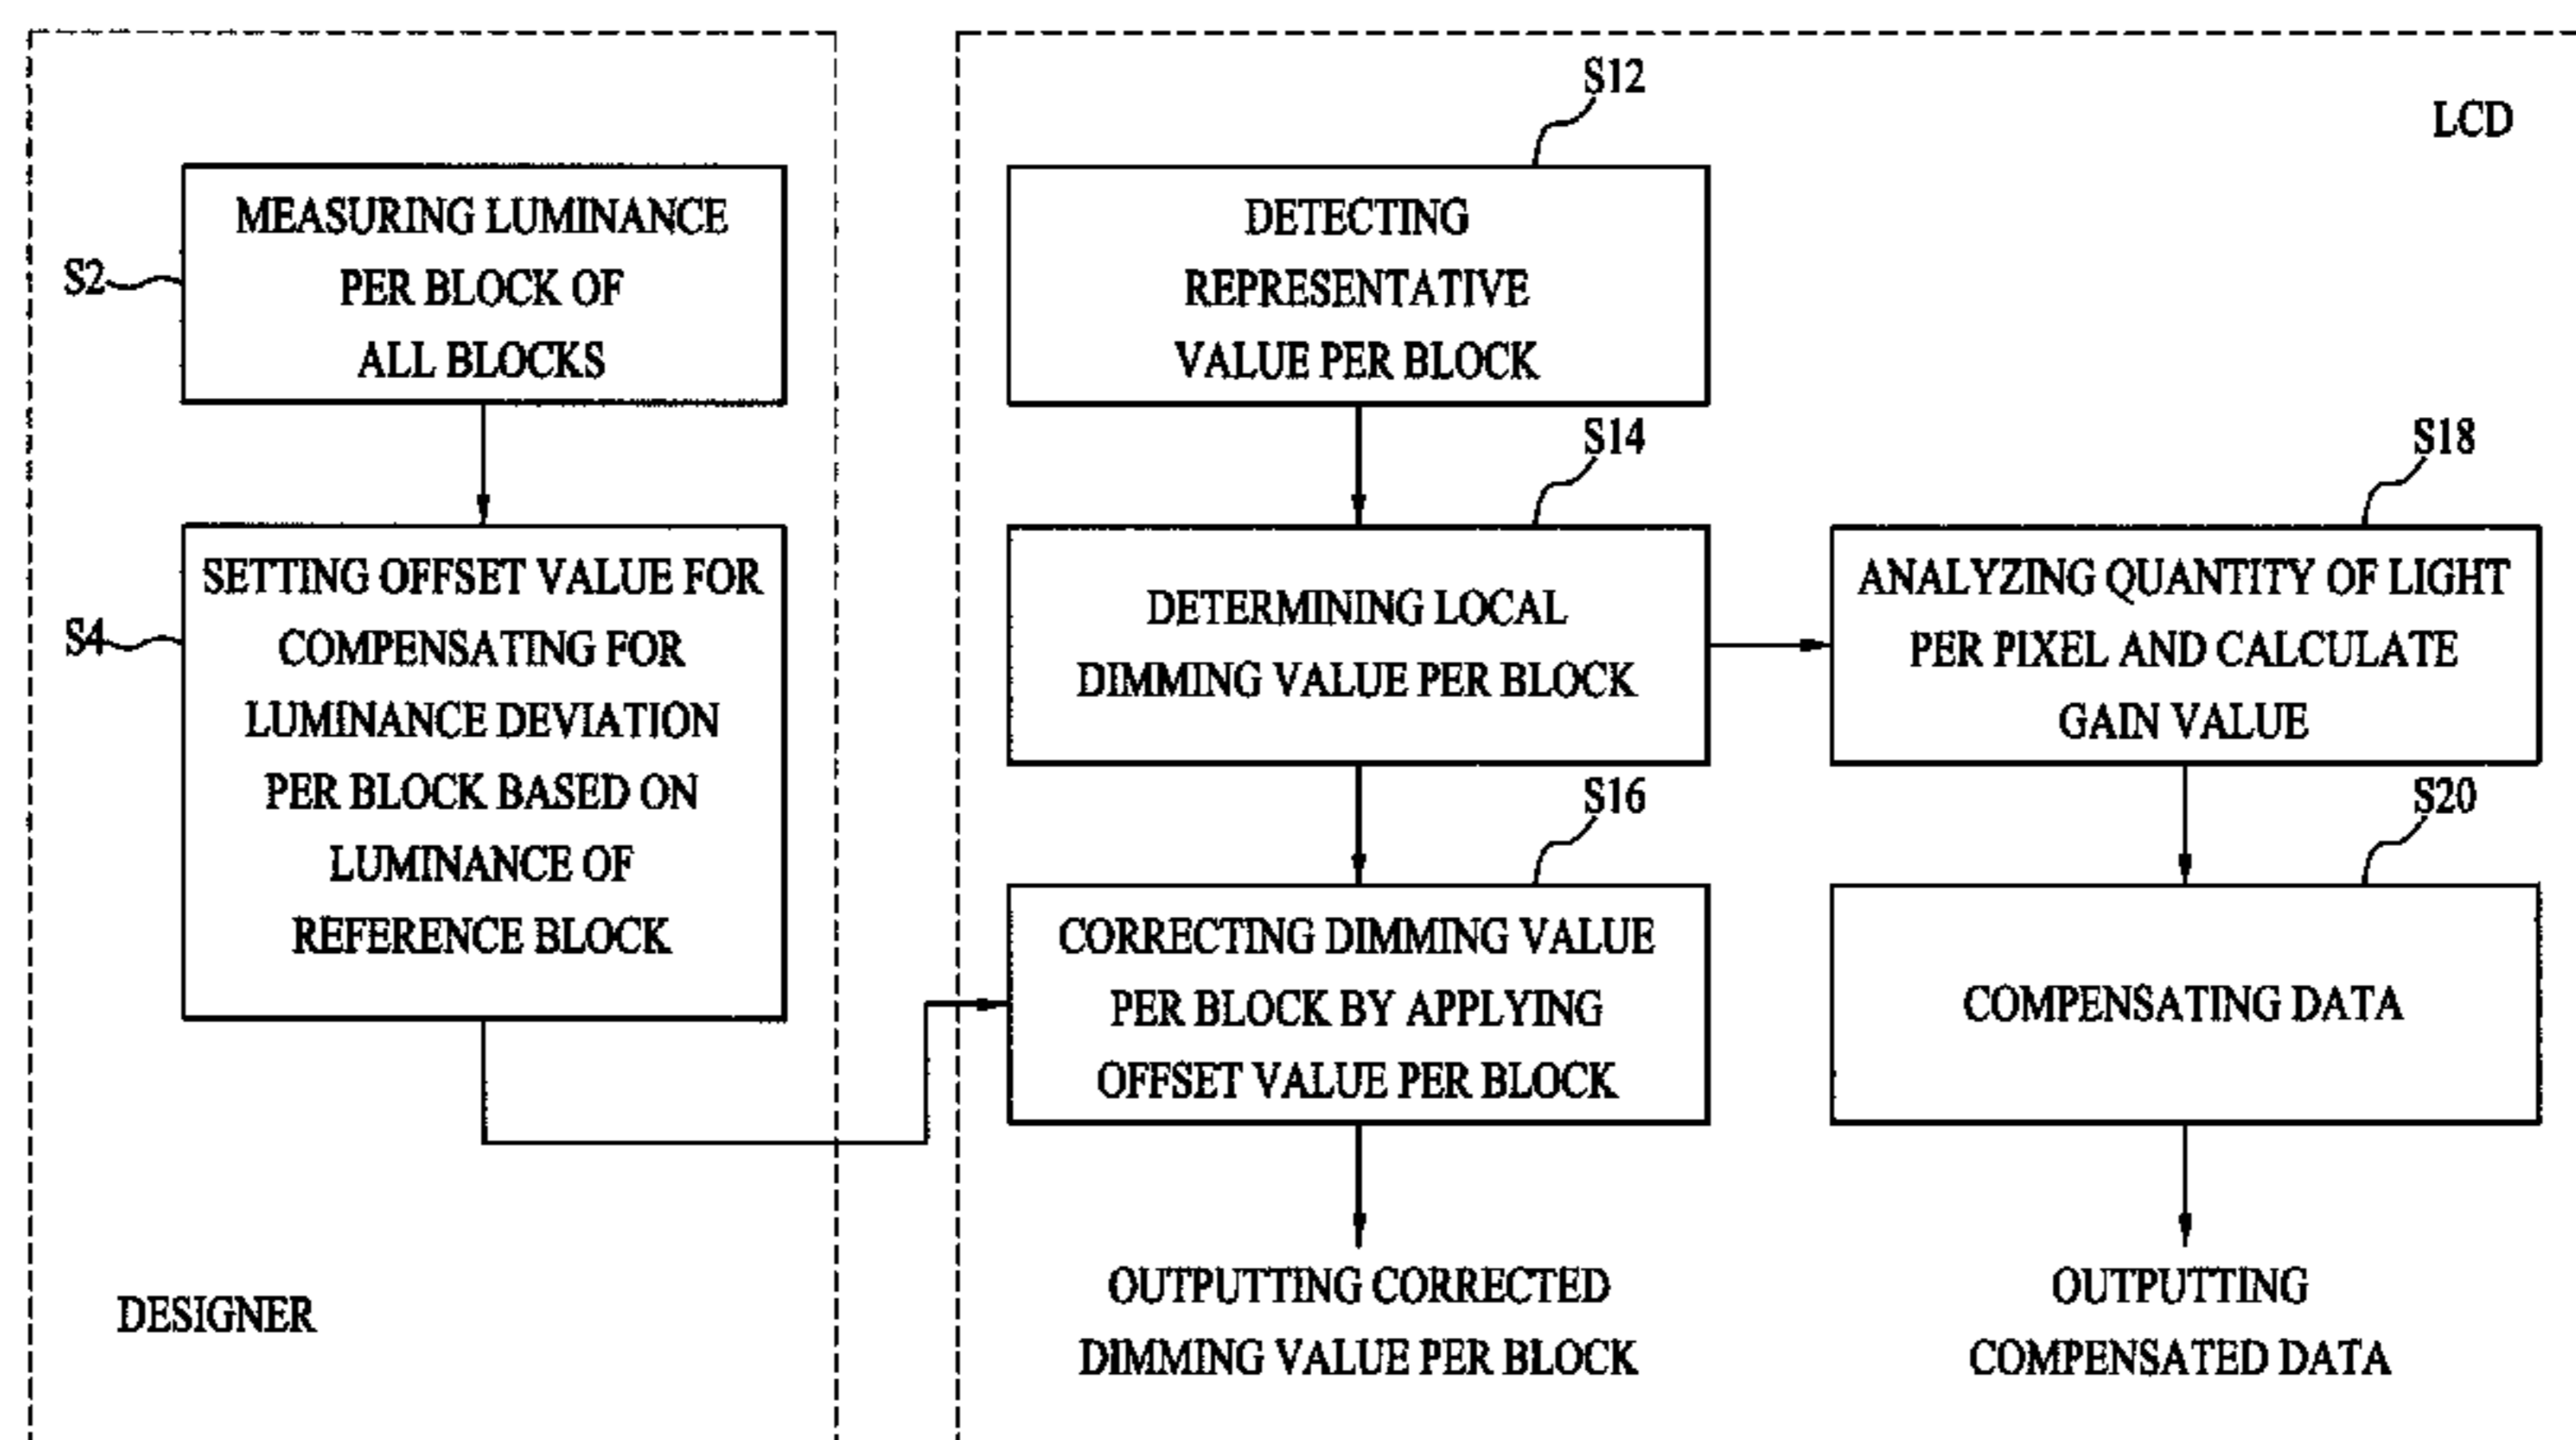 S2
MEASURING LUMINANCE
PER BLOCK OF
ALL BLOCKS
S4
SETTING OFFSET VALUE FOR
COMPENSATING FOR
LUMINANCE DEVIATION
PER BLOCK BASED ON
LUMINANCE OF
REFERENCE BLOCK
DESIGNER
LCD
S12
DETECTING
REPRESENTATIVE
VALUE PER BLOCK
S14
DETERMINING LOCAL
DIMMING VALUE PER BLOCK
S16
CORRECTING DIMMING VALUE
PER BLOCK BY APPLYING
OFFSET VALUE PER BLOCK
OUTPUTTING CORRECTED
DIMMING VALUE PER BLOCK
S18
ANALYZING QUANTITY OF LIGHT
PER PIXEL AND CALCULATE
GAIN VALUE
S20
COMPENSATING DATA
OUTPUTTING
COMPENSATED DATA